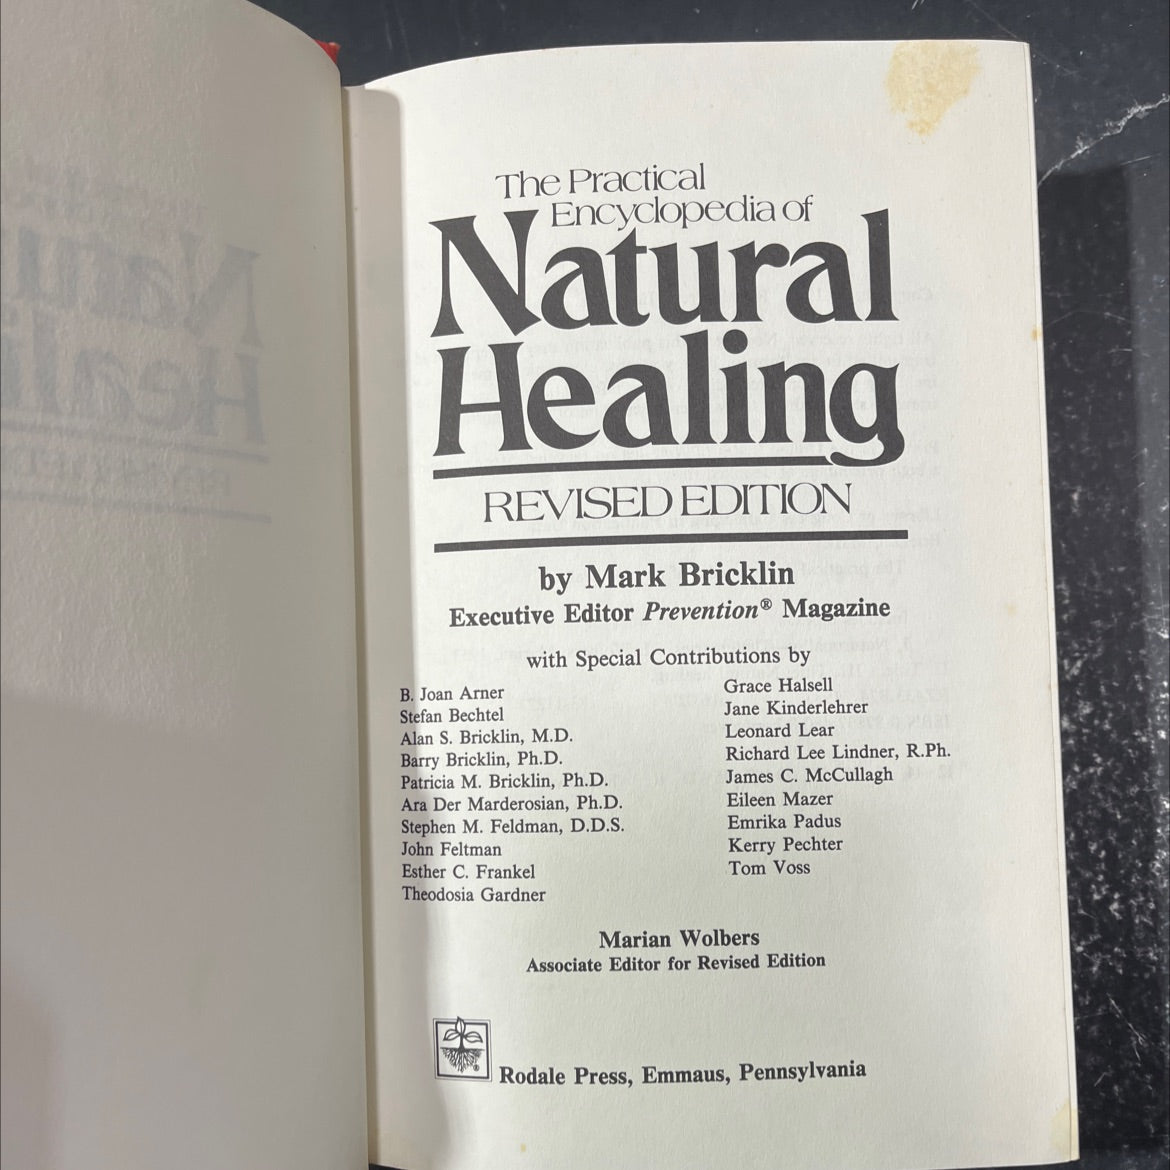 The Practical
Encyclopedia of
Natural
Healing
REVISED EDITION
by Mark Bricklin
Executive Editor Prevention® Magazine
with Special Contributions by
B. Joan Arner
Stefan Bechtel
Alan S. Bricklin, M.D.
Barry Bricklin, Ph.D.
Patricia M. Bricklin, Ph.D.
Ara Der Marderosian, Ph.D.
Stephen M. Feldman, D.D.S.
John Feltman
Esther C. Frankel
Theodosia Gardner
Grace Halsell
Jane Kinderlehrer
Leonard Lear
Richard Lee Lindner, R.Ph.
James C. McCullagh
Eileen Mazer
Emrika Padus
Kerry Pechter
Tom Voss
Marian Wolbers
Associate Editor for Revised Edition
Rodale Press, Emmaus, Pennsylvania